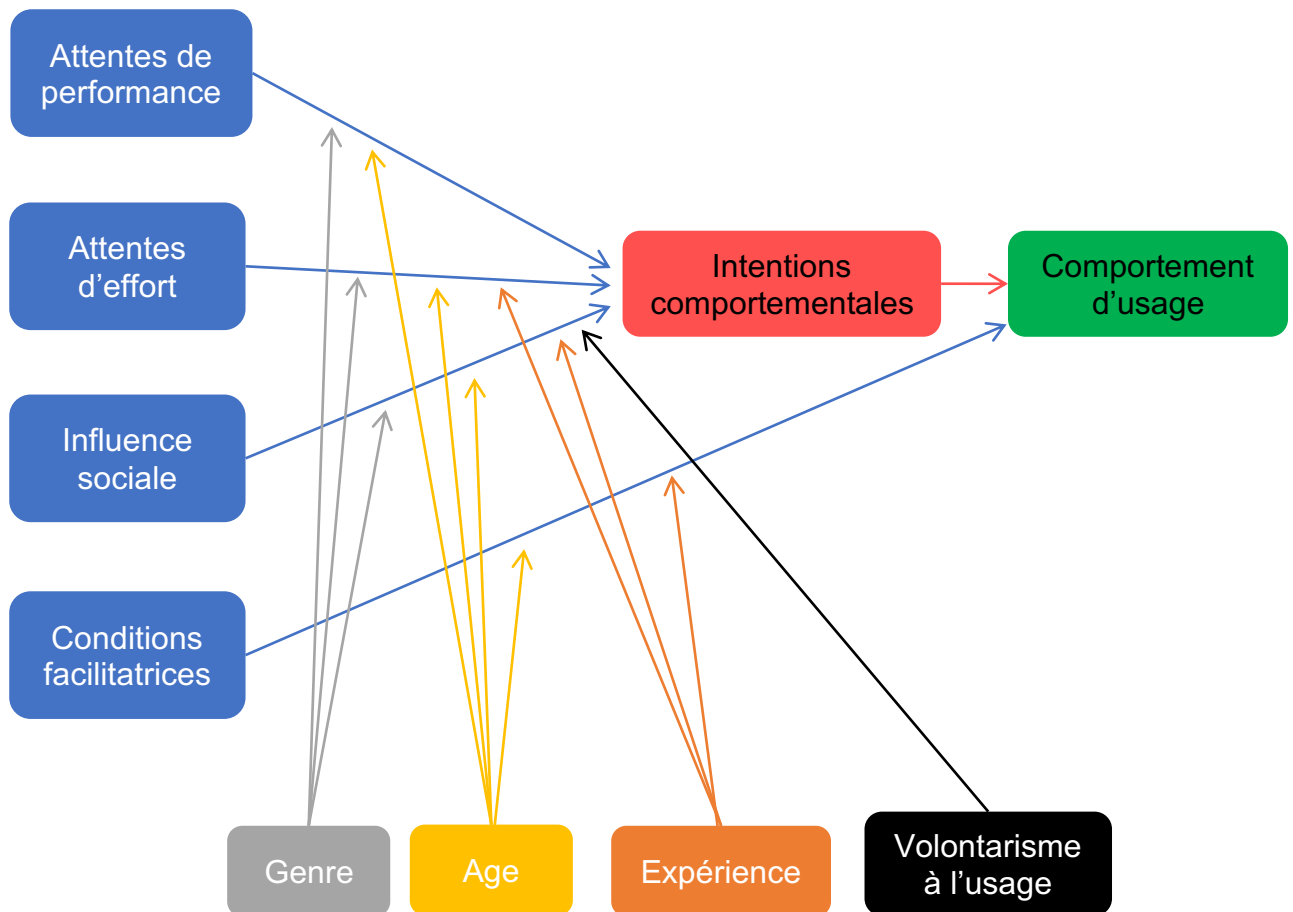 Attentes de
performance
Attentes
d’effort
Influence
sociale
Conditions
facilitatrices
Intentions
comportementales
Comportement
d’usage
Genre
Age
Expérience
Volontarisme
à l’usage